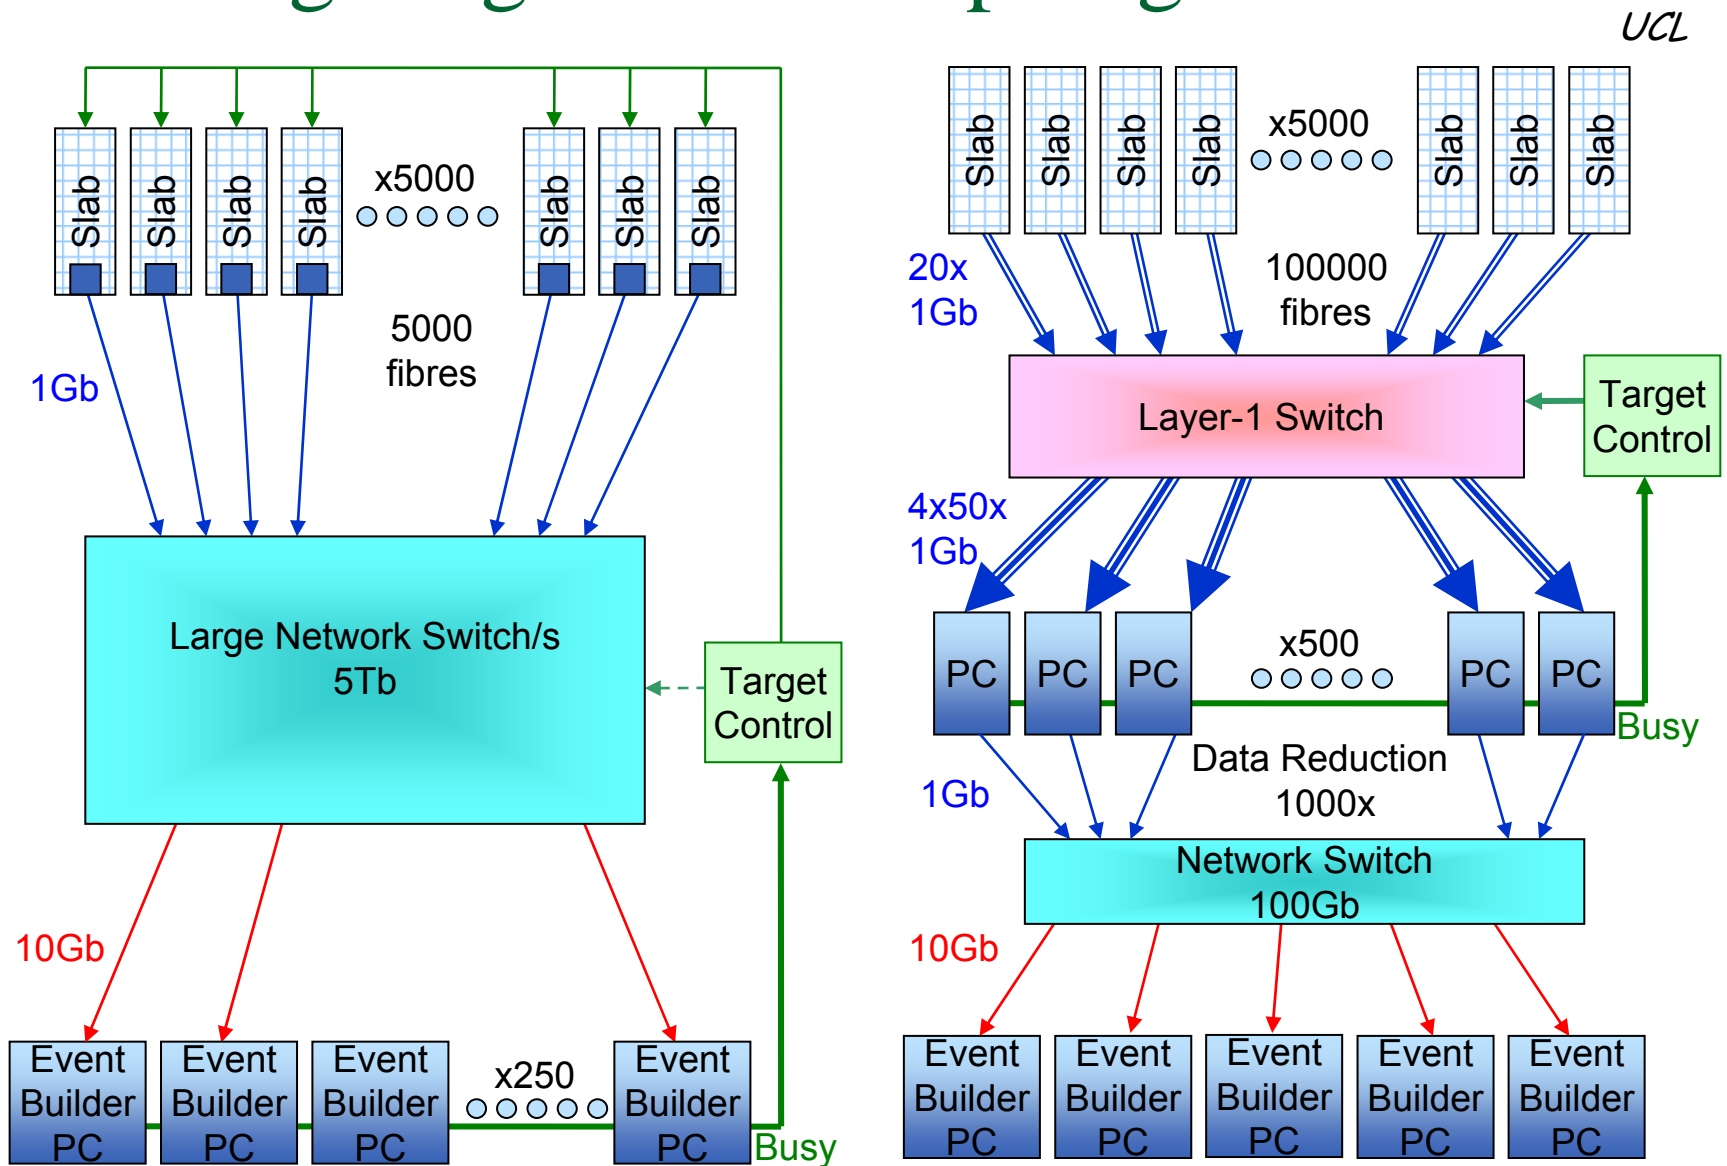 UCL
Slab
Slab
Slab
Slab
x5000
Slab
Slab
Slab
5000
fibres
1Gb
Large Network Switch/s
5Tb
Target
Control
10Gb
Event
Builder
PC
Event
Builder
PC
Event
Builder
PC
x250
Event
Builder
PC
Busy
Slab
Slab
Slab
Slab
x5000
Slab
Slab
Slab
20x
1Gb
100000
fibres
Layer-1 Switch
Target
Control
4x50x
1Gb
PC
PC
PC
x500
PC
PC
Busy
Data Reduction
1000x
1Gb
Network Switch
100Gb
10Gb
Event
Builder
PC
Event
Builder
PC
Event
Builder
PC
Event
Builder
PC
Event
Builder
PC